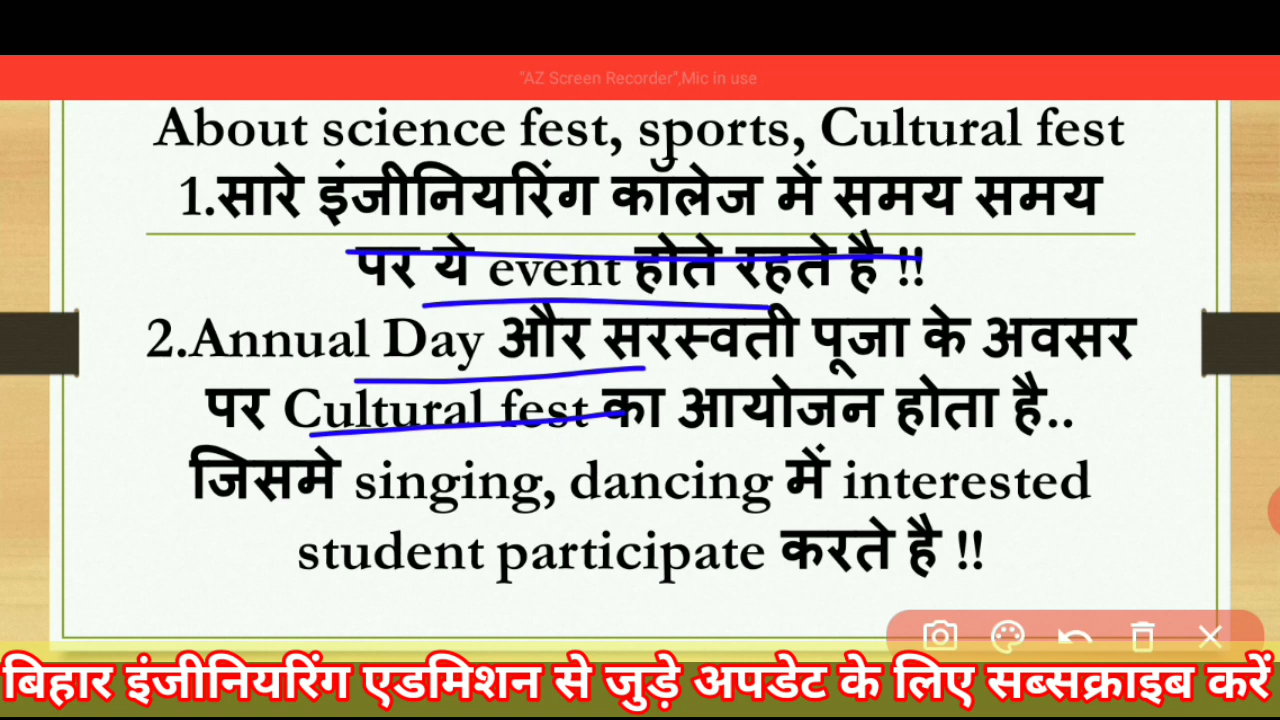 "AZ Screen Recorder",Mic in use
About science fest, sports, Cultural fest
1.सारे इंजीनियरिंग कॉलेज में समय समय
पर ये event होते रहते है !!
2.Annual Day और सरस्वती पूजा के अवसर
पर Cultural fest का आयोजन होता है..
जिसमे singing, dancing में interested
student participate करते है !!
बिहार इंजीनियरिंग एडमिशन से जुड़े अपडेट के लिए सब्सक्राइब करें